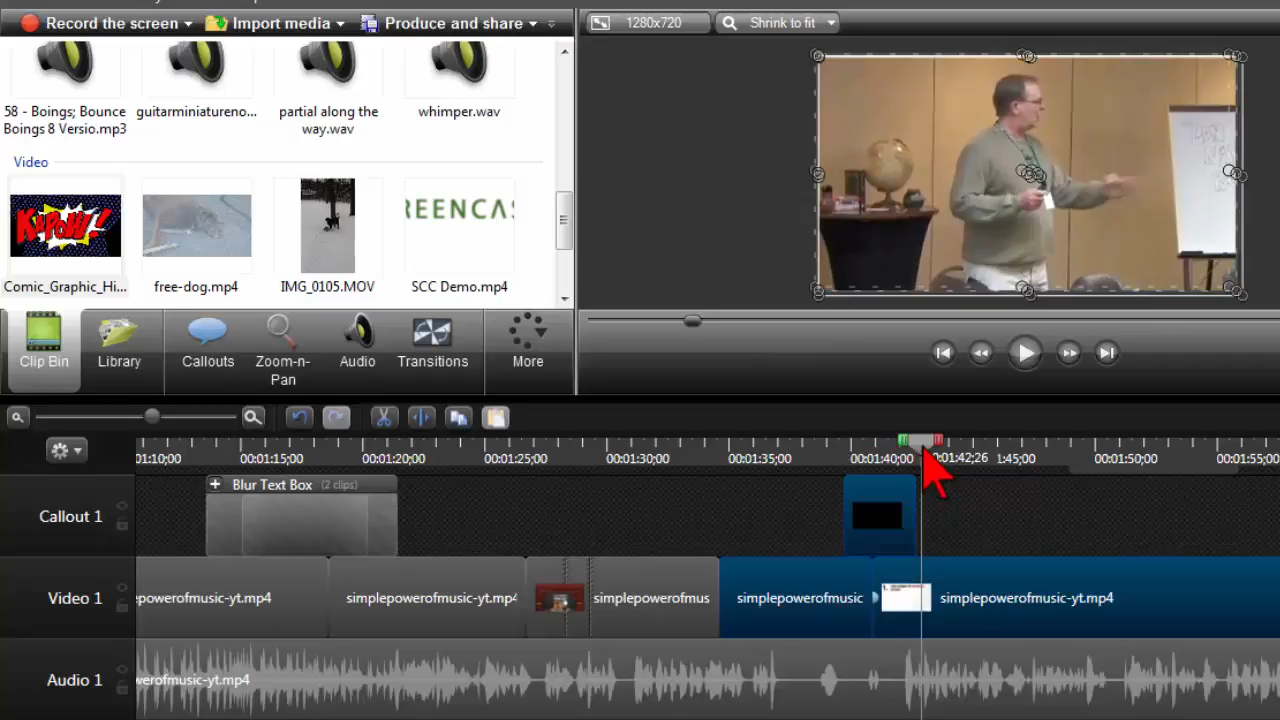 Record the screen
Import media
Produce and share
1280x720
Shrink to fit
58 - Boings; Bounce
Boings 8 Versio.mp3
guitarminiatureno...
partial along the
way.wav
whimper.wav
Video
KAPOW!
REENCAS
Comic_Graphic_Hi...
free-dog.mp4
IMG_0105.MOV
SCC Demo.mp4
Clip Bin
Library
Callouts
Zoom-n-
Pan
Audio
Transitions
More
01:10;00
00:01:15;00
00:01:20;00
00:01:25;00
00:01:30;00
00:01:35;00
00:01:40;00
0:01:42;26
1:45;00
00:01:50;00
00:01:55;00
Callout 1
Blur Text Box
(2 clips)
Video 1
epowerofmusic-yt.mp4
simplepowerofmusic-yt.mp4
simplepowerofmus
simplepowerofmusic
simplepowerofmusic-yt.mp4
Audio 1
werofmusic-yt.mp4